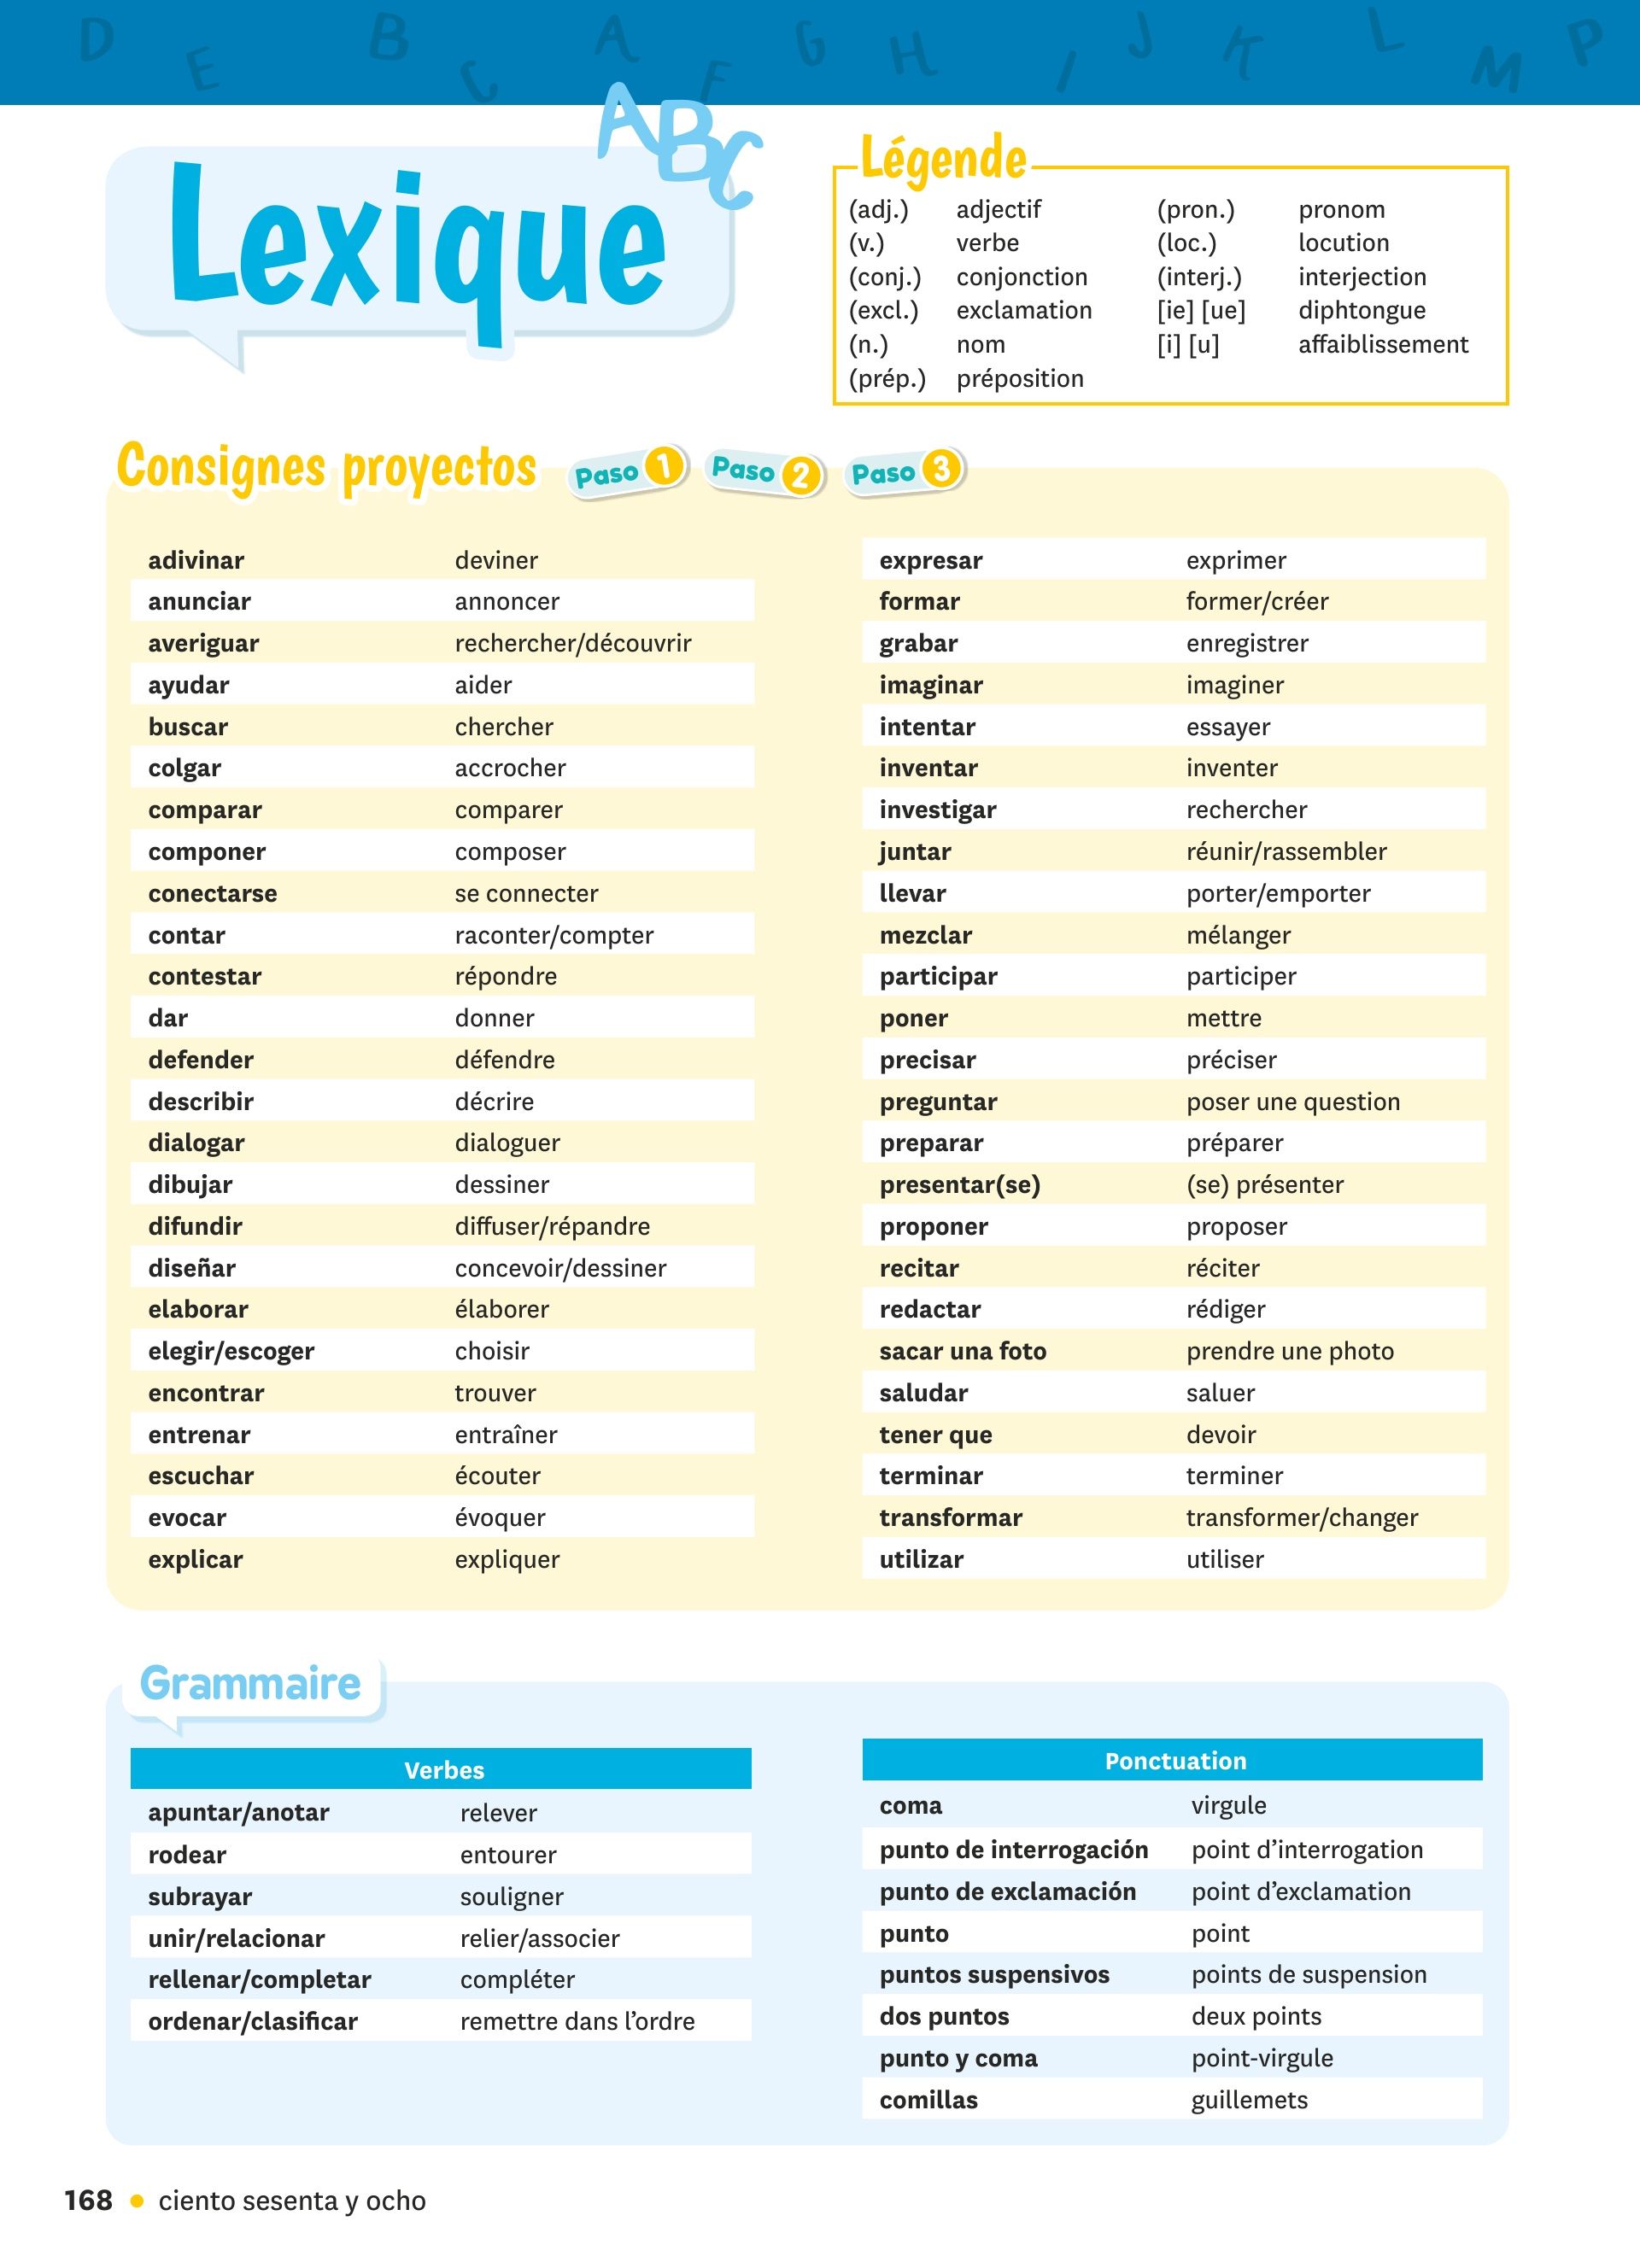 D E B C A F G H I J K L M P
ABC
Lexique
Légende
(adj.) adjectif
(v.) verbe
(conj.) conjonction
(excl.) exclamation
(n.) nom
(prép.) préposition
(pron.) pronom
(loc.) locution
(interj.) interjection
[ie] [ue] diphtongue
[i] [u] affaiblissement
Consignes proyectos Paso 1 Paso 2 Paso 3
adivinar deviner
anunciar annoncer
averiguar rechercher/découvrir
ayudar aider
buscar chercher
colgar accrocher
comparar comparer
componer composer
conectarse se connecter
contar raconter/compter
contestar répondre
dar donner
defender défendre
describir décrire
dialogar dialoguer
dibujar dessiner
difundir diffuser/répandre
diseñar concevoir/dessiner
elaborar élaborer
elegir/escoger choisir
encontrar trouver
entrenar entraîner
escuchar écouter
evocar évoquer
explicar expliquer
expresar exprimer
formar former/créer
grabar enregistrer
imaginar imaginer
intentar essayer
inventar inventer
investigar rechercher
juntar réunir/rassembler
llevar porter/emporter
mezclar mélanger
participar participer
poner mettre
precisar préciser
preguntar poser une question
preparar préparer
presentar(se) (se) présenter
proponer proposer
recitar réciter
redactar rédiger
sacar una foto prendre une photo
saludar saluer
tener que devoir
terminar terminer
transformar transformer/changer
utilizar utiliser
Grammaire
Verbes
apuntar/anotar relever
rodear entourer
subrayar souligner
unir/relacionar relier/associer
rellenar/completar compléter
ordenar/clasificar remettre dans l’ordre
Ponctuation
coma virgule
punto de interrogación point d’interrogation
punto de exclamación point d’exclamation
punto point
puntos suspensivos points de suspension
dos puntos deux points
punto y coma point-virgule
comillas guillemets
168 • ciento sesenta y ocho